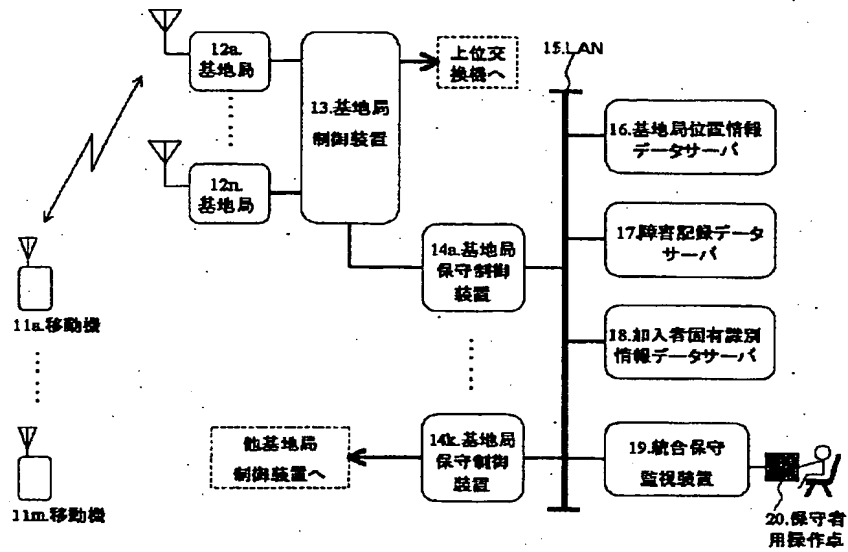 12a.
基地局
12n.
基地局
13.基地局
制御装置
上位交
換機へ
15.LAN
16.基地局位置情報
データサーバ
17.障害記録データ
サーバ
18.加入者固有識別
情報データサーバ
14a.基地局
保守制御
装置
14k.基地局
保守制御
装置
他基地局
制御装置へ
19.統合保守
監視装置
20.保守者
用操作卓
11a.移動機
11m.移動機